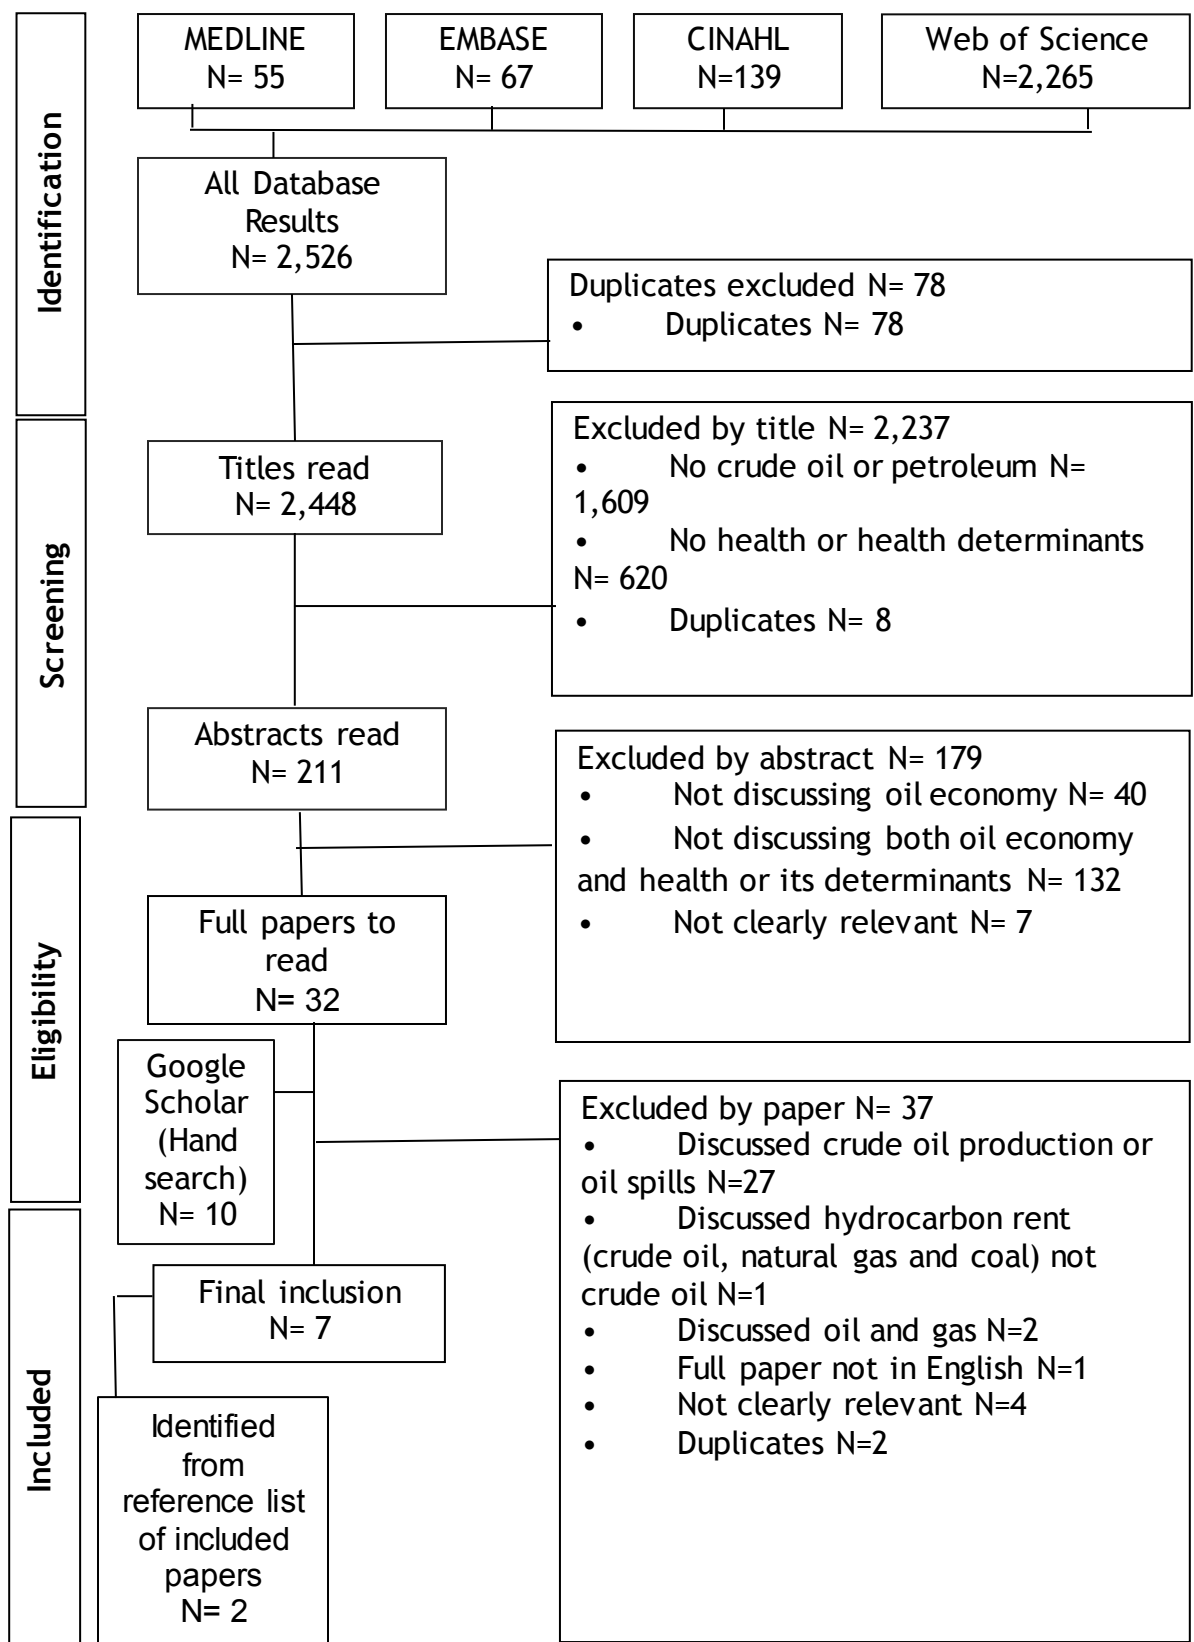 MEDLINE
N= 55
EMBASE
N= 67
CINAHL
N=139
Web of Science
N=2,265
Identification
All Database
Results
N= 2,526
Duplicates excluded N= 78
• Duplicates N= 78
Screening
Titles read
N= 2,448
Excluded by title N= 2,237
• No crude oil or petroleum N=
1,609
• No health or health determinants
N= 620
• Duplicates N= 8
Abstracts read
N= 211
Excluded by abstract N= 179
• Not discussing oil economy N= 40
• Not discussing both oil economy
and health or its determinants N= 132
• Not clearly relevant N= 7
Eligibility
Full papers to
read
N= 32
Google
Scholar
(Hand
search)
N= 10
Excluded by paper N= 37
• Discussed crude oil production or
oil spills N=27
• Discussed hydrocarbon rent
(crude oil, natural gas and coal) not
crude oil N=1
• Discussed oil and gas N=2
• Full paper not in English N=1
• Not clearly relevant N=4
• Duplicates N=2
Included
Final inclusion
N= 7
Identified
from
reference list
of included
papers
N= 2